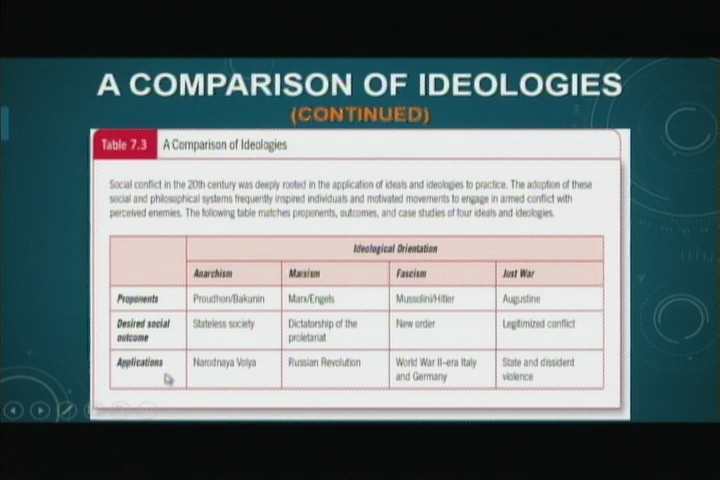 A COMPARISON OF IDEOLOGIES
(CONTINUED)
Table 7.3 A Comparison of Ideologies
Social conflict in the 20th century was deeply rooted in the application of ideals and ideologies to practice. The adoption of these
social and philosophical systems frequently inspired individuals and motivated movements to engage in armed conflict with
perceived enemies. The following table matches proponents, outcomes, and case studies of four ideals and ideologies.
Ideological Orientation
Anarchism Marxism Fascism Just War
Proponents Proudhon/Bakunin Marx/Engels Mussolini/Hitler Augustine
Desired social Stateless society Dictatorship of the New order Legitimized conflict
outcome proletariat
Applications Narodnaya Volya Russian Revolution World War II–era Italy State and dissident
and Germany violence